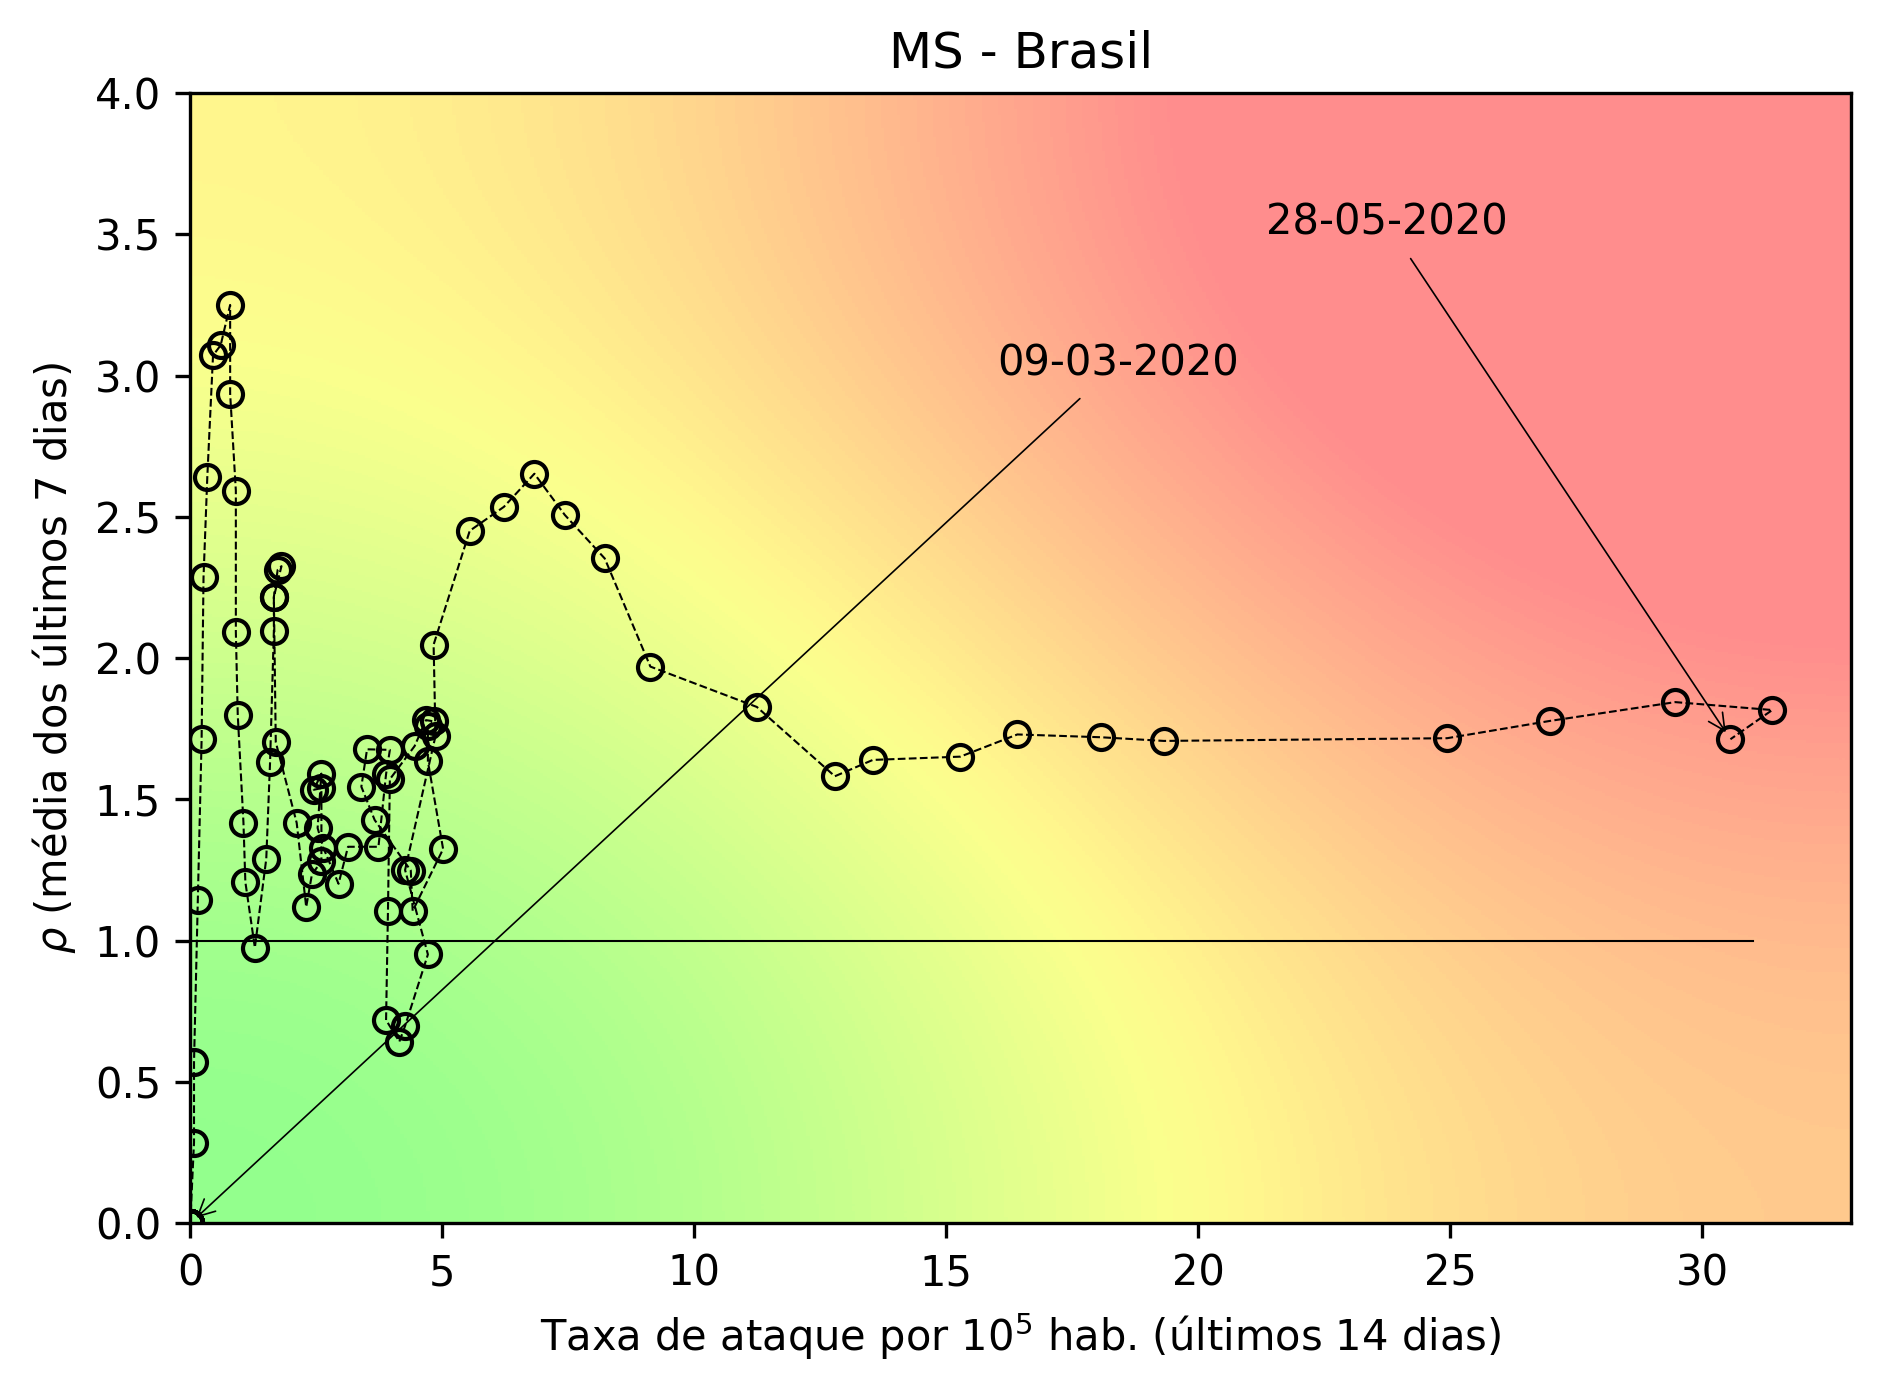 MS - Brasil
4.0
3.5
3.0
2.5
2.0
1.5
1.0
0.5
0.0
ρ (média dos últimos 7 dias)
28-05-2020
09-03-2020
0 5 10 15 20 25 30
Taxa de ataque por 10⁵ hab. (últimos 14 dias)